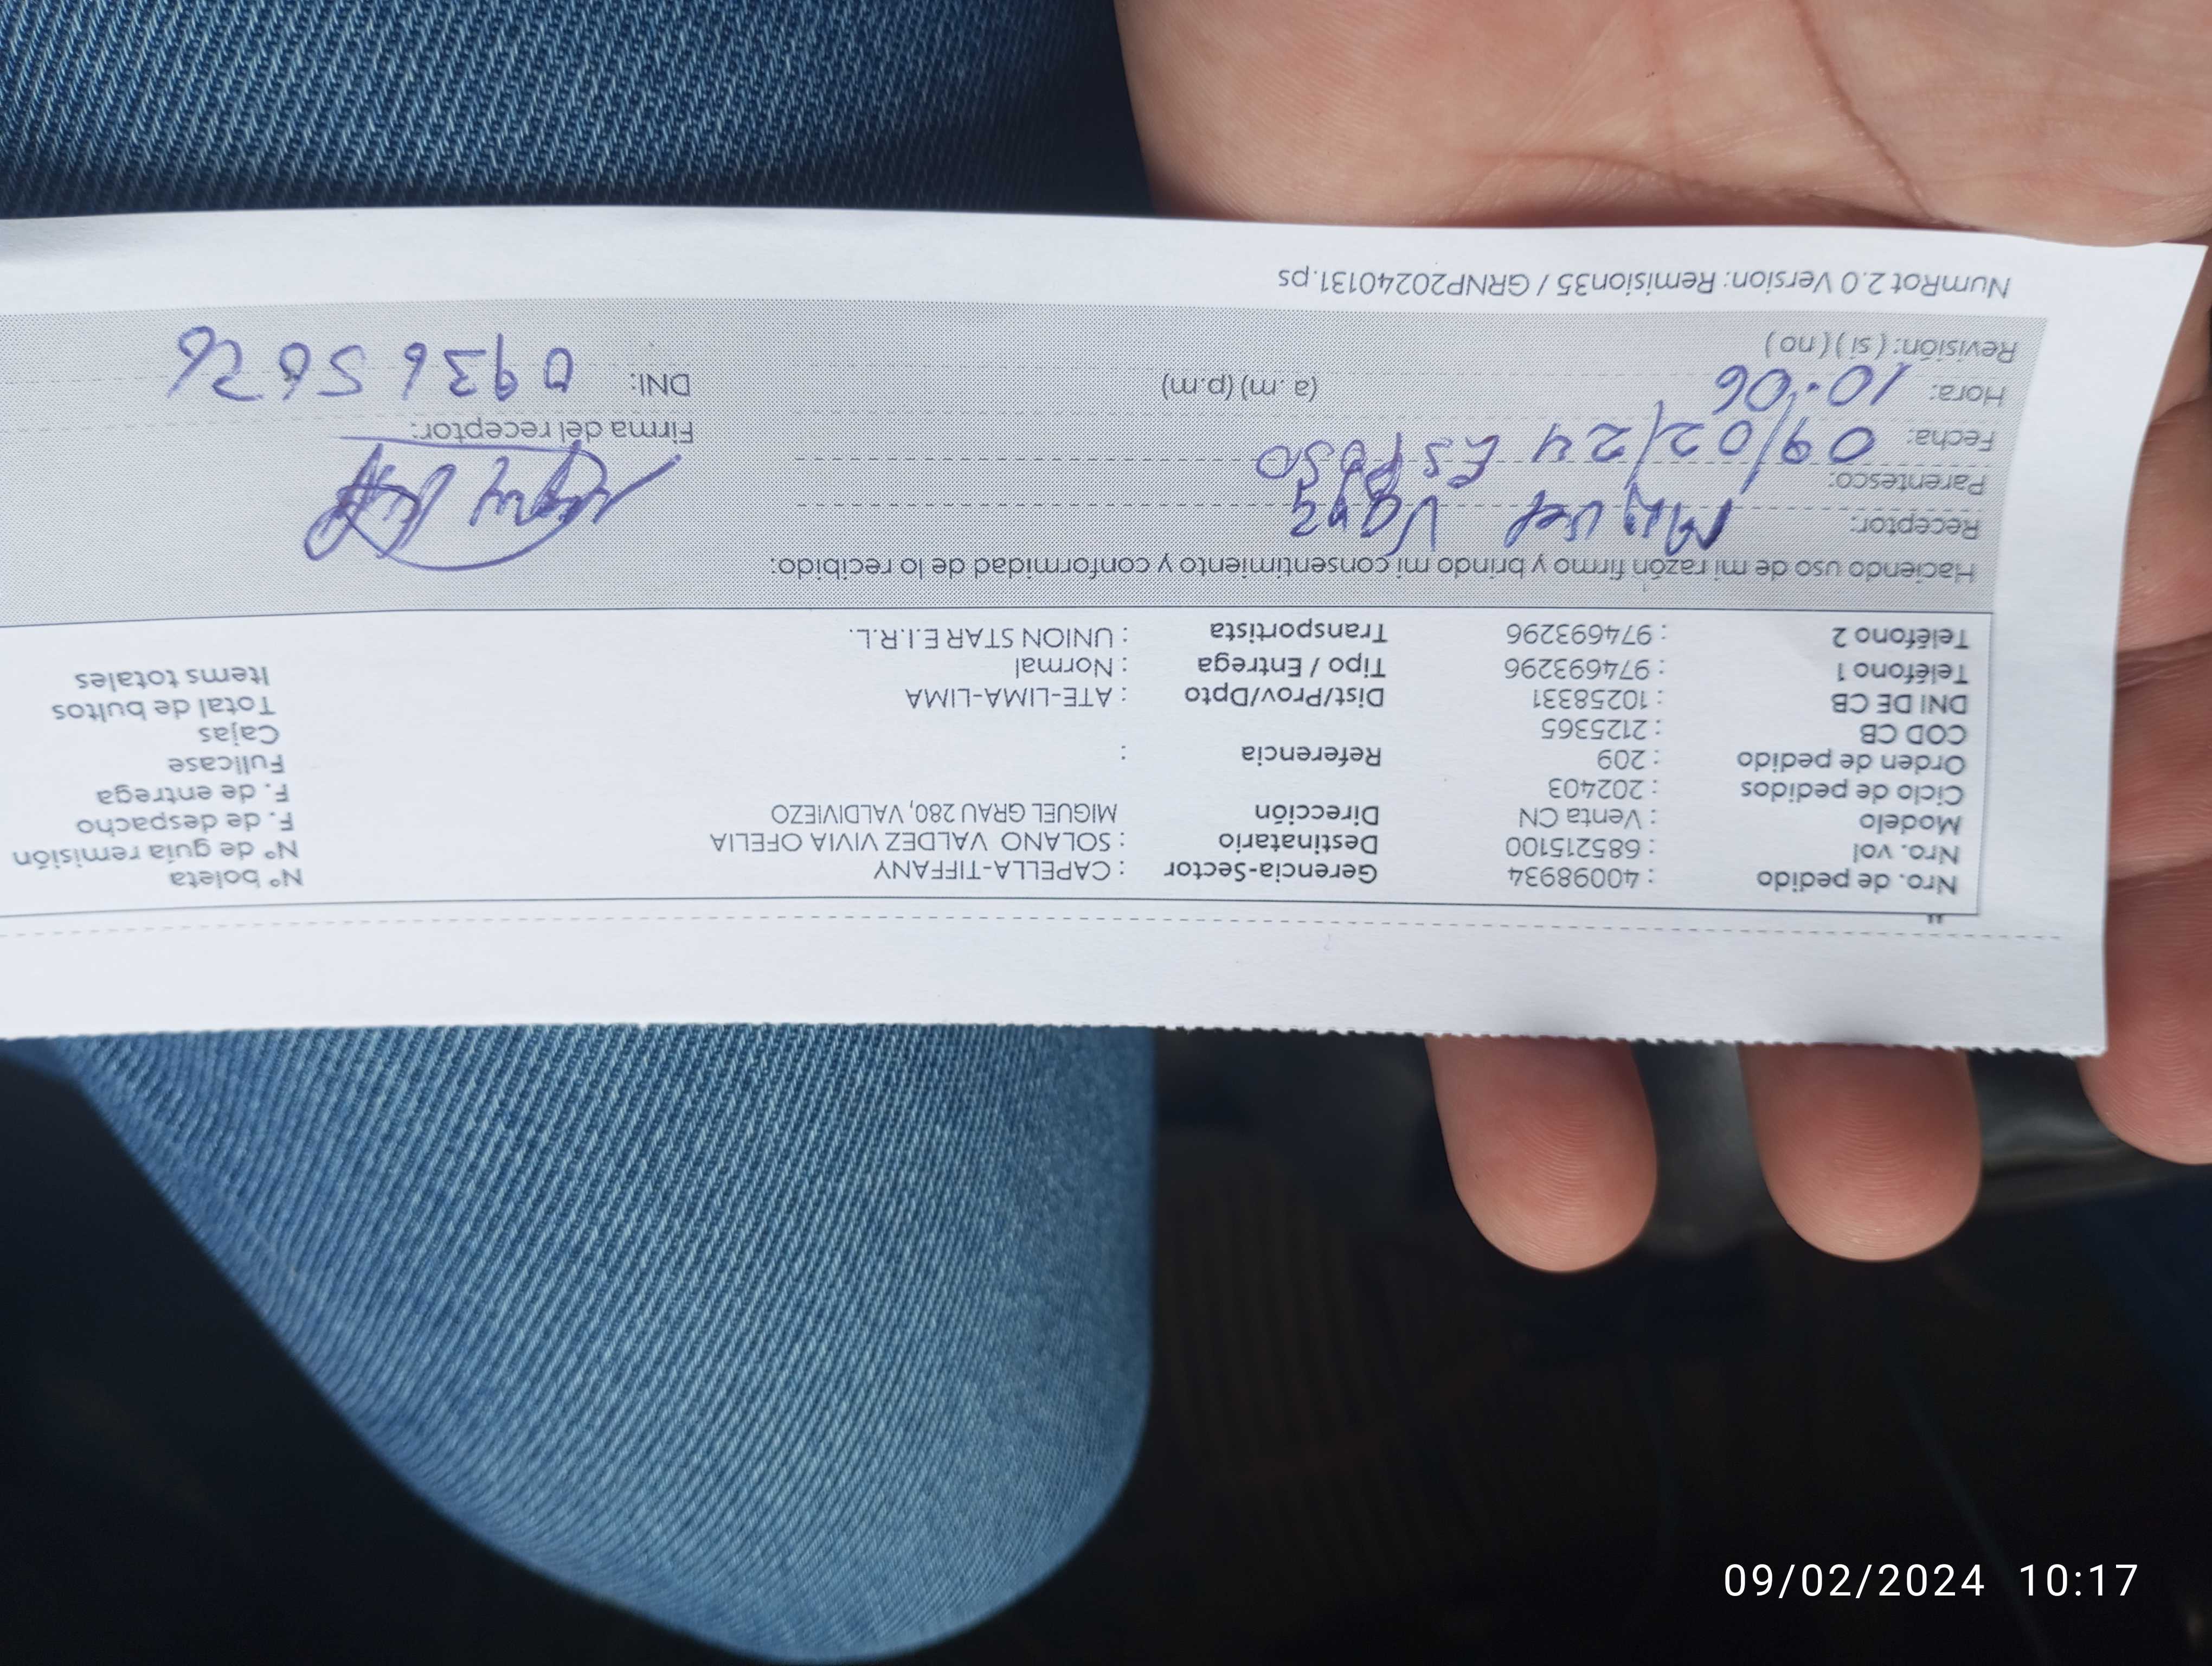 Nro. de pedido : 40098934 Gerencia-Sector : CAPELLA-TIFFANY Nº boleta
Nro. vol : 685215100 Destinatario : SOLANO VALDEZ VIVIA OFELIA Nº de guia remisión
Modelo : Venta CN Dirección MIGUEL GRAU 280, VALDIVIEZO F. de despacho
Ciclo de pedidos : 202403 F. de entrega
Orden de pedido : 209 Referencia : Fullcase
COD CB : 2125365 Cajas
DNI DE CB : 10258331 Dist/Prov/Dpto : ATE-LIMA-LIMA Total de bultos
Teléfono 1 : 974693296 Tipo / Entrega : Normal Items totales
Teléfono 2 : 974693296 Transportista : UNION STAR E.I.R.L.
Haciendo uso de mi razón firmo y brindo mi consentimiento y conformidad de lo recibido:
Receptor: Miguel
Parentesco: Esposo
Fecha: 09/02/24 Firma del receptor:
Hora: 10:06 (a.m) (p.m) DNI:
Revisión: ( si ) ( no )
NumRot 2.0 Version: Remision35 / GRNP20240131.ps
09/02/2024 10:17